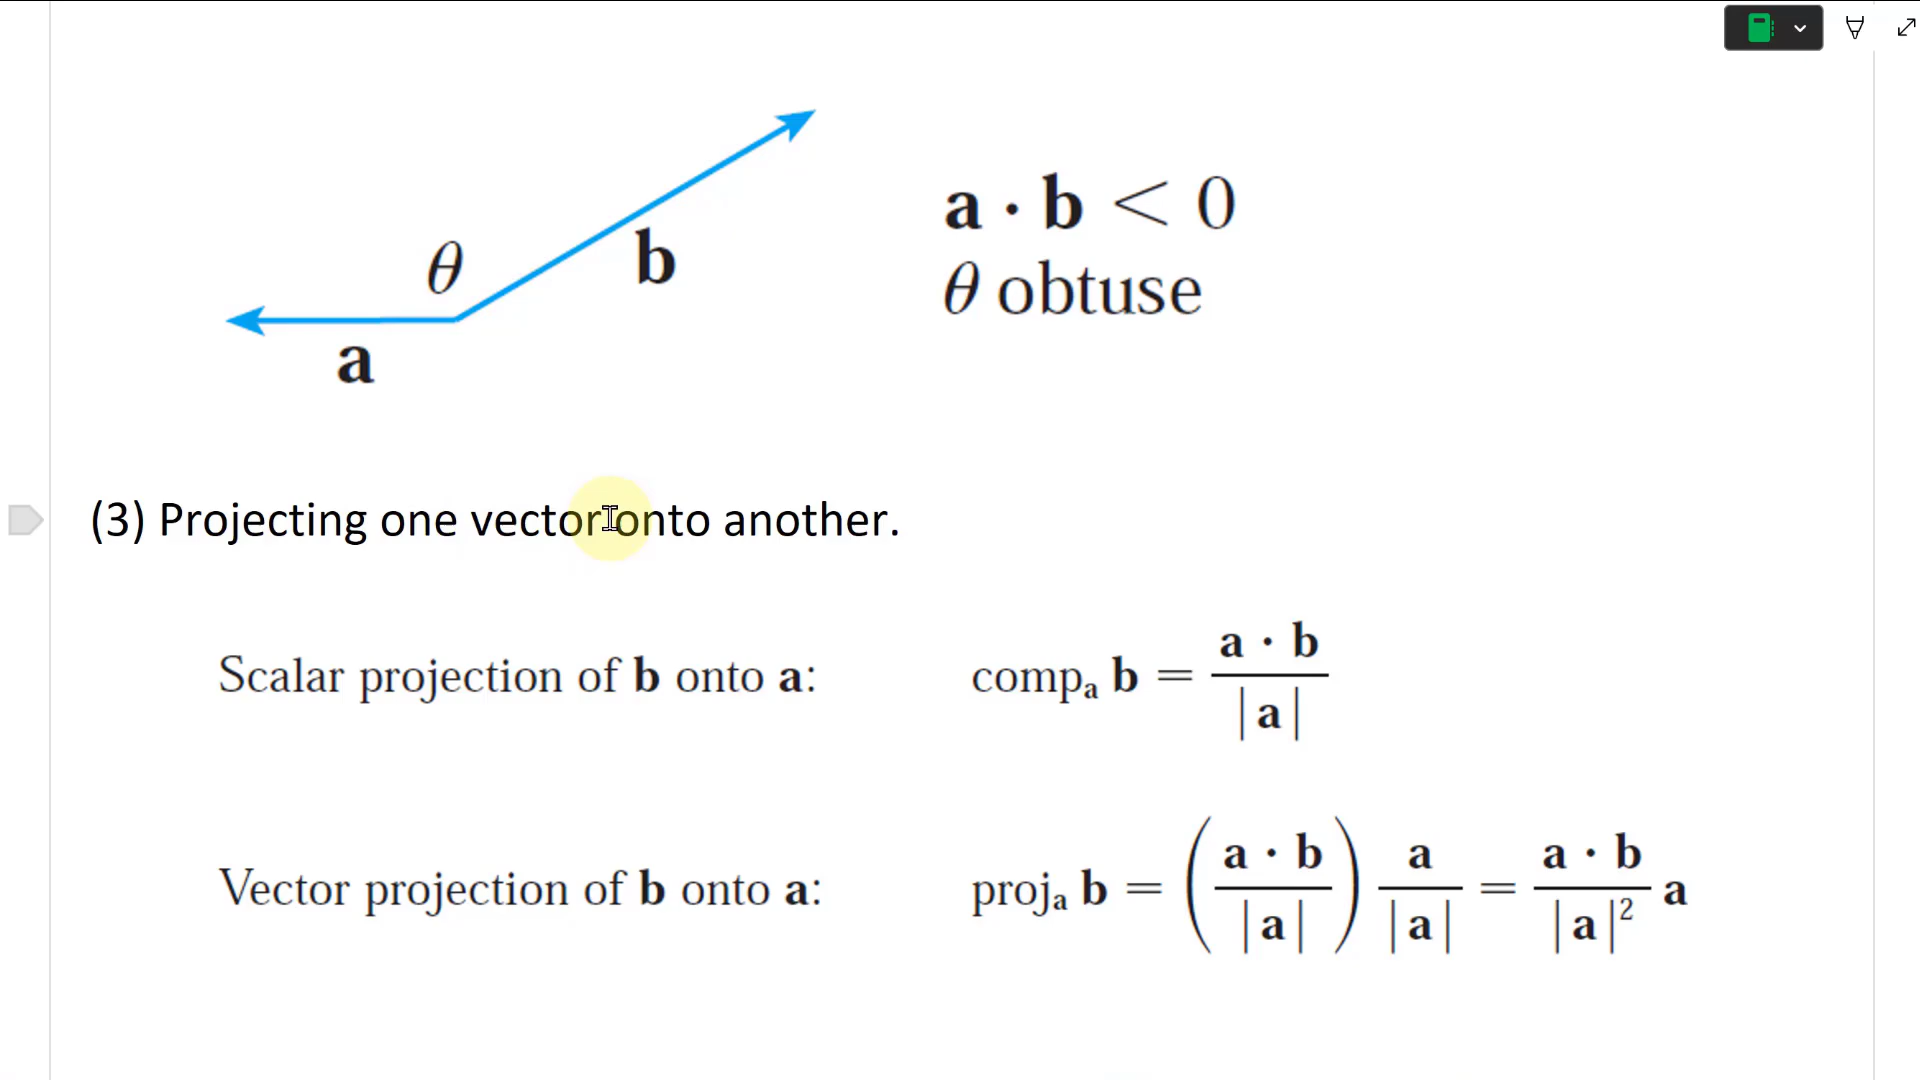 θ
b
a
a · b < 0
θ obtuse
(3) Projecting one vector onto another.
Scalar projection of b onto a: compₐ b = a · b / |a|
Vector projection of b onto a: projₐ b = (a · b / |a|) a / |a| = a · b / |a|² a